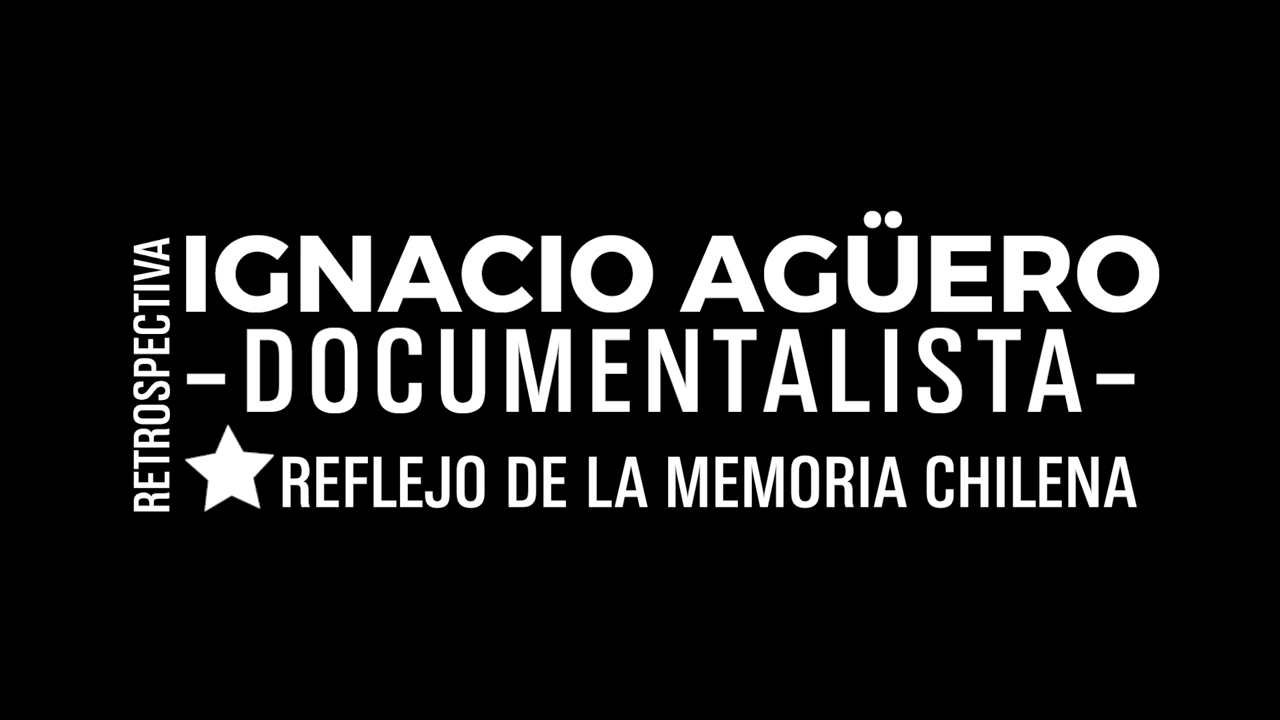 RETROSPECTIVA
IGNACIO AGÜERO
-DOCUMENTALISTA-
REFLEJO DE LA MEMORIA CHILENA